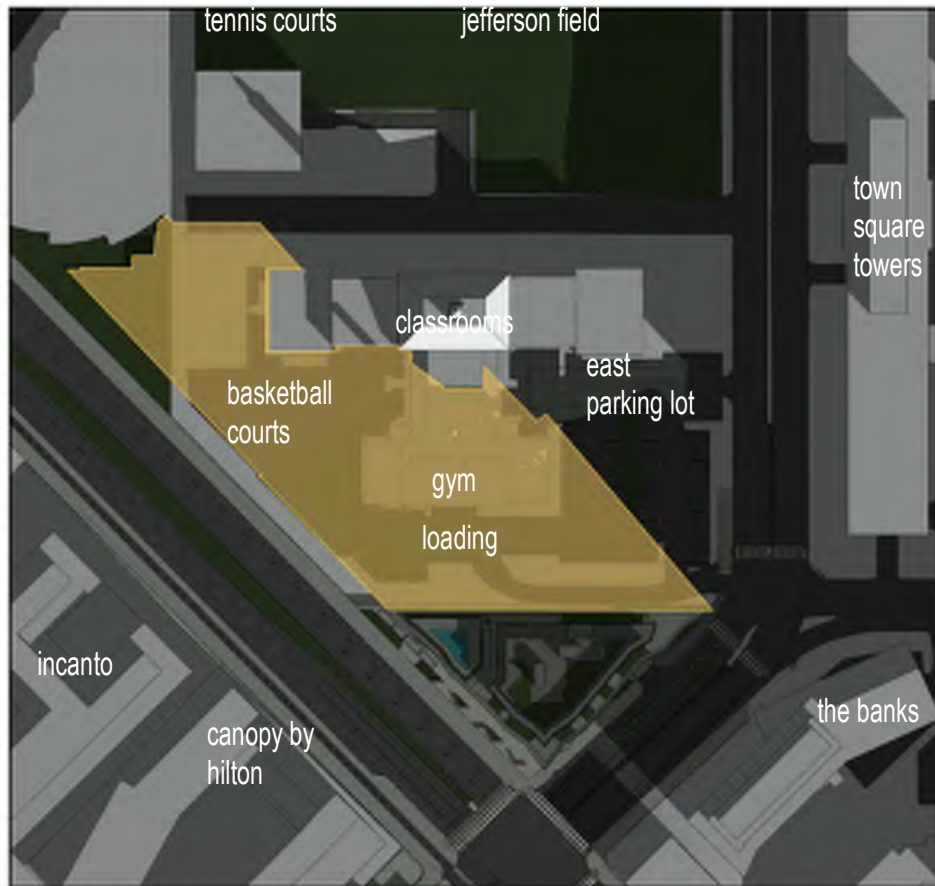 tennis courts
jefferson field
town
square
towers
classrooms
east
parking lot
basketball
courts
gym
loading
incanto
the banks
canopy by
hilton